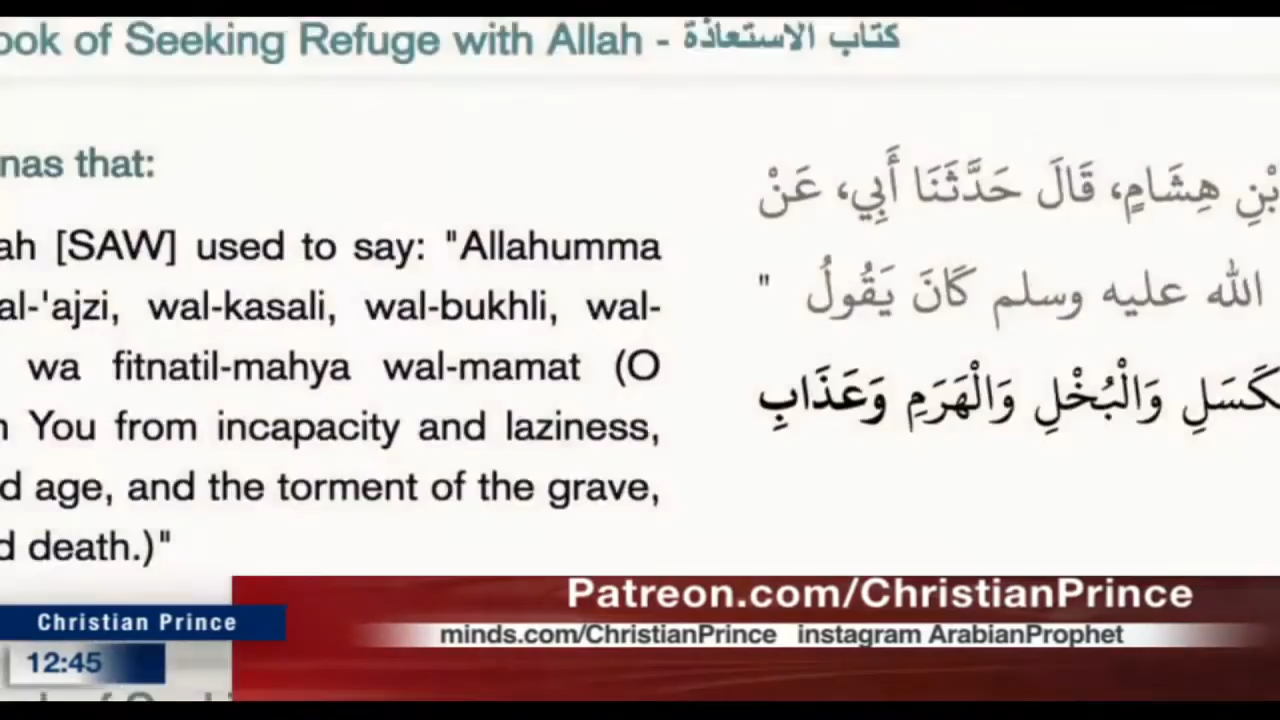 ook of Seeking Refuge with Allah - كتاب الاستعاذة
nas that:
ah [SAW] used to say: "Allahumma
al-'ajzi, wal-kasali, wal-bukhli, wal-
wa fitnatil-mahya wal-mamat (O
You from incapacity and laziness,
d age, and the torment of the grave,
d death.)"
بْنِ هِشَامٍ، قَالَ حَدَّثَنَا أَبِي، عَنْ
الله عليه وسلم كَانَ يَقُولُ "
كَسَلِ وَالْبُخْلِ وَالْهَرَمِ وَعَذَابِ
Patreon.com/ChristianPrince
Christian Prince
minds.com/ChristianPrince instagram ArabianProphet
12:45